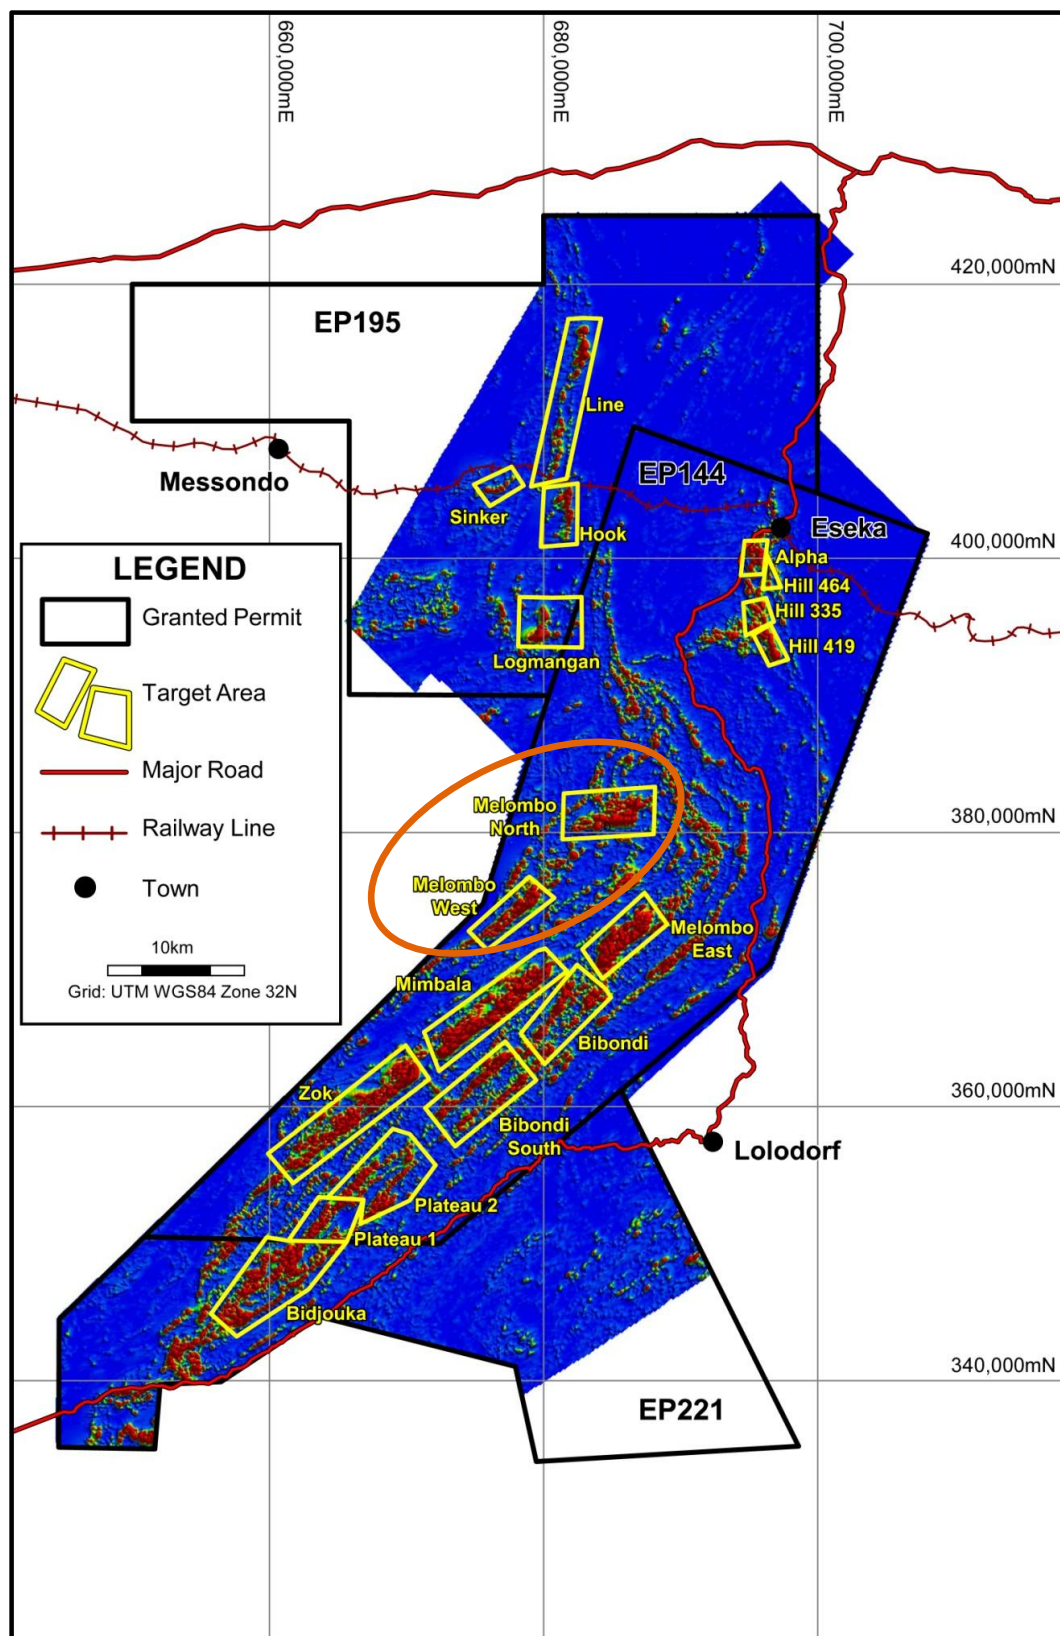 660,000mE
680,000mE
700,000mE
420,000mN
EP195
Line
EP144
Messondo
Sinker
Hook
Eseka
400,000mN
Alpha
Hill 464
Hill 335
Hill 419
Logmangan
LEGEND
Granted Permit
Target Area
Major Road
Railway Line
Town
10km
Grid: UTM WGS84 Zone 32N
Melombo
North
380,000mN
Melombo
West
Melombo
East
Mimbala
Bibondi
Zok
360,000mN
Bibondi
South
Lolodorf
Plateau 2
Plateau 1
Bidjouka
340,000mN
EP221